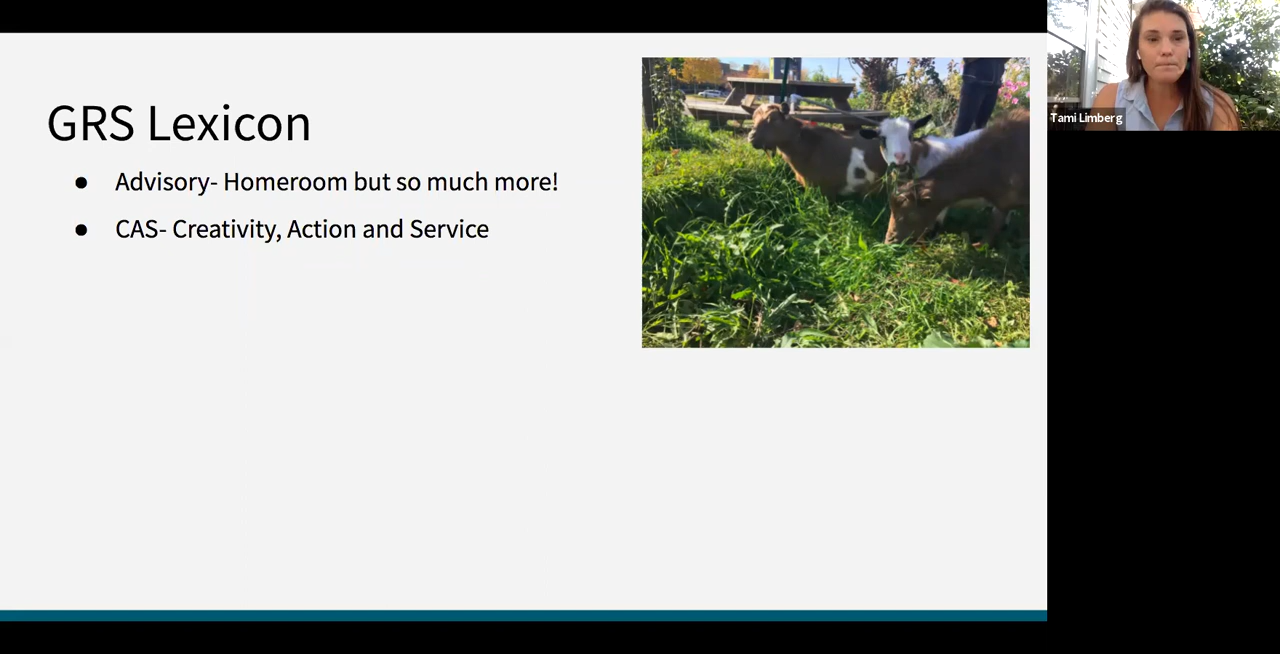 GRS Lexicon
● Advisory- Homeroom but so much more!
● CAS- Creativity, Action and Service
Tami Limberg